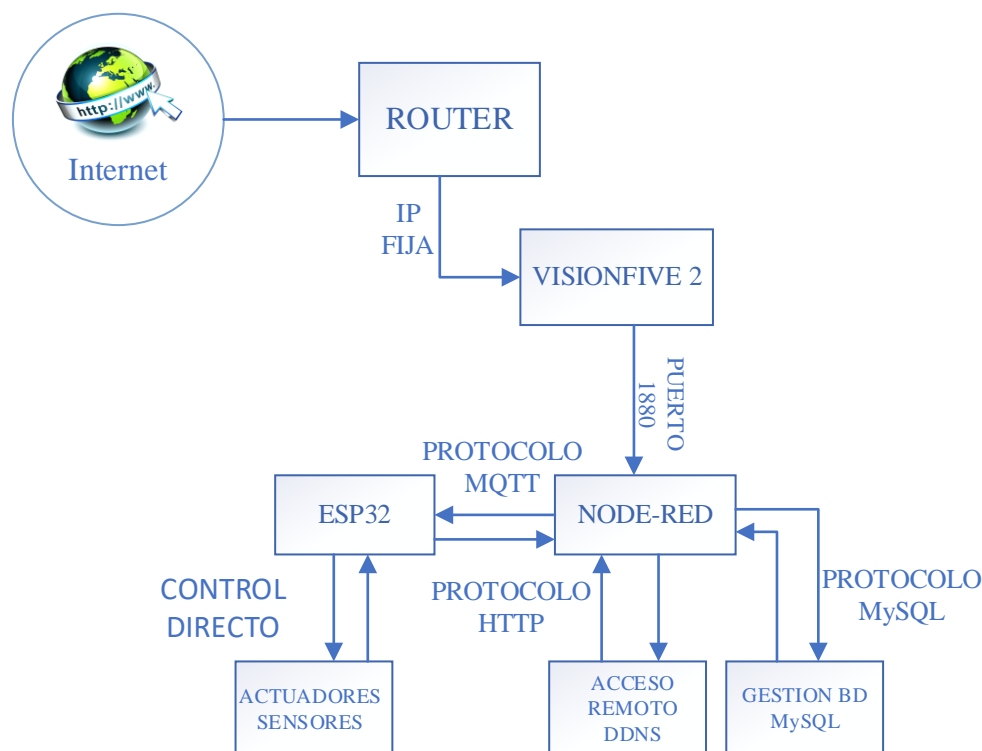 http://www.
Internet
ROUTER
IP
FIJA
VISIONFIVE 2
PUERTO
1880
PROTOCOLO
MQTT
ESP32
NODE-RED
CONTROL
DIRECTO
PROTOCOLO
HTTP
PROTOCOLO
MySQL
ACTUADORES
SENSORES
ACCESO
REMOTO
DDNS
GESTION BD
MySQL